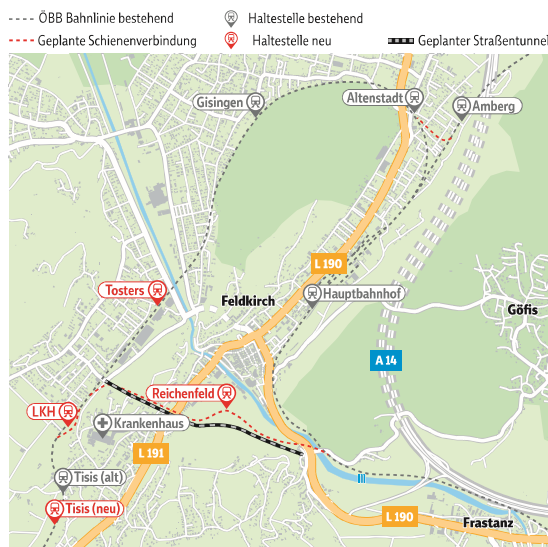 ÖBB Bahnlinie bestehend
Haltestelle bestehend
Geplante Schienenverbindung
Haltestelle neu
Geplanter Straßentunnel
Gisingen
Altenstadt
Amberg
L 190
Tosters
Feldkirch
Hauptbahnhof
Göfis
A 14
Reichenfeld
LKH
Krankenhaus
L 191
Tisis (alt)
Tisis (neu)
L 190
Frastanz